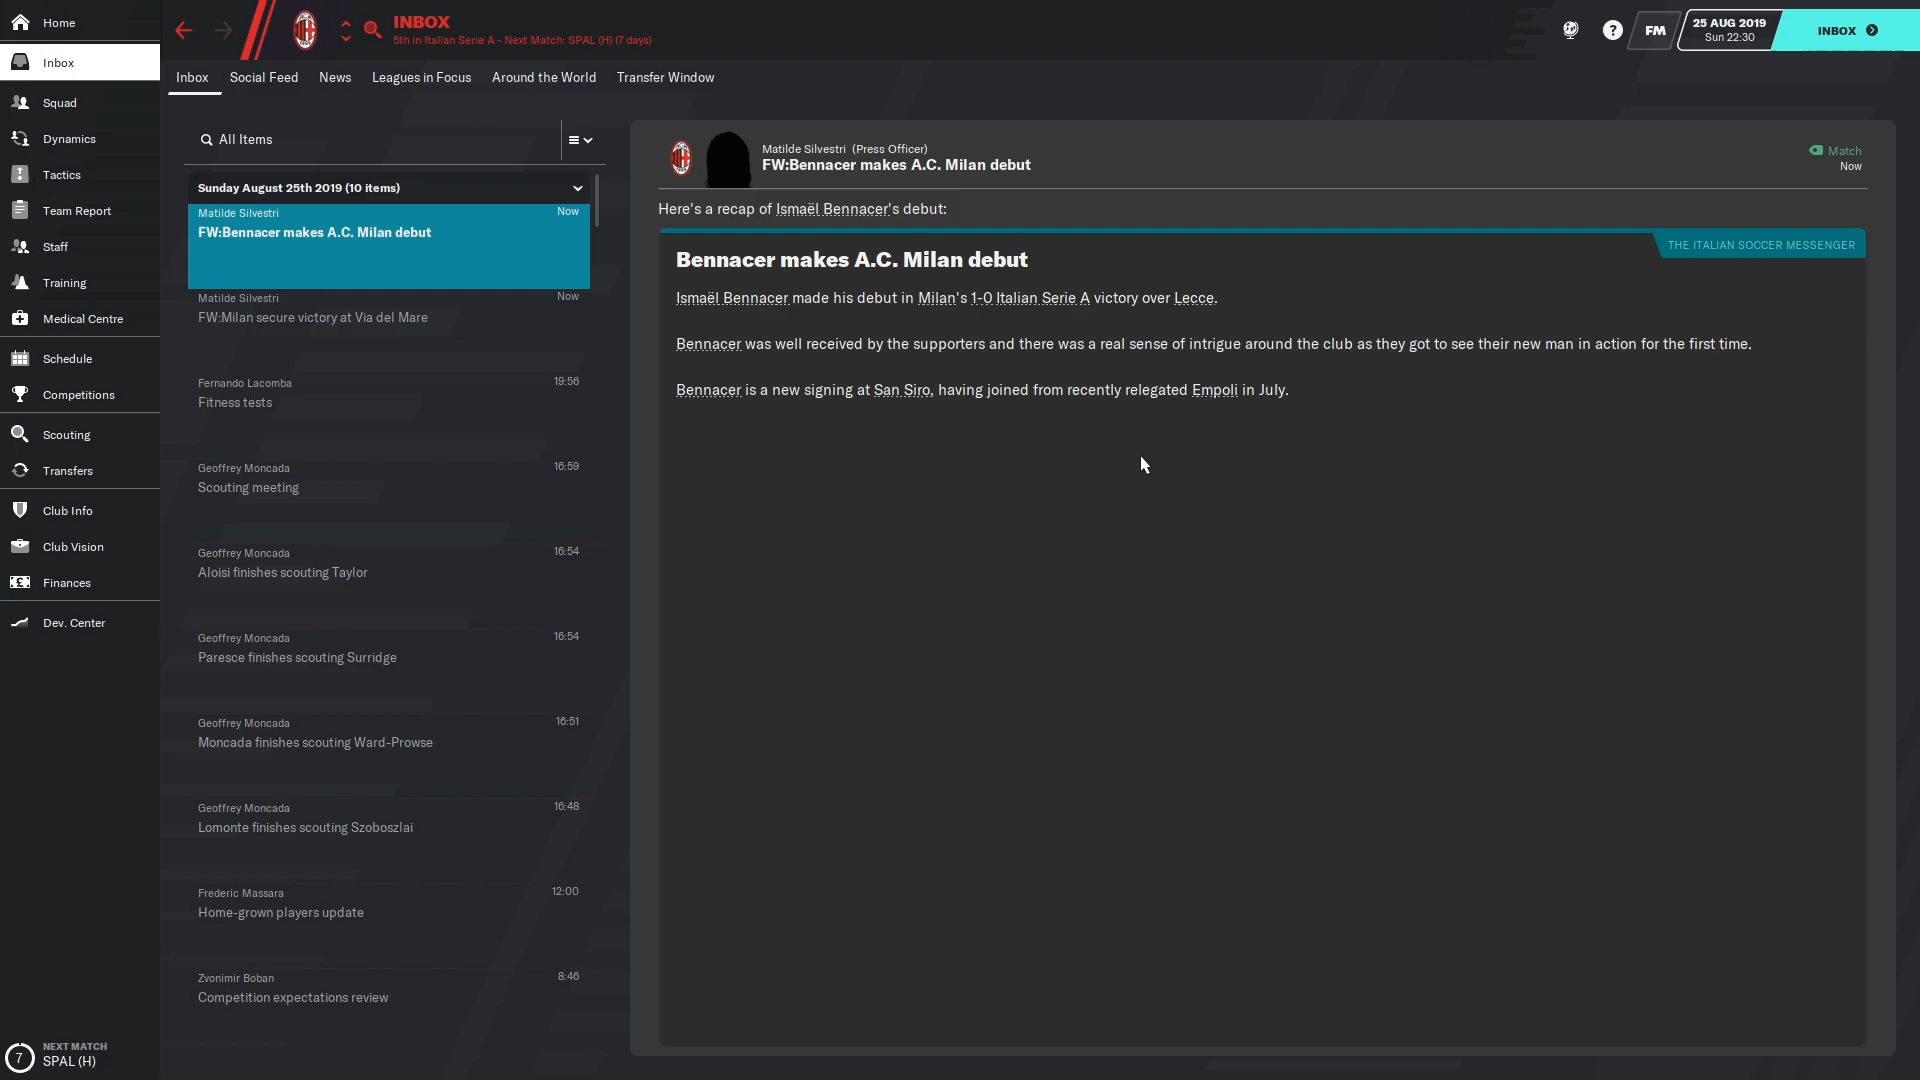 Home
Inbox
Squad
Dynamics
Tactics
Team Report
Staff
Training
Medical Centre
Schedule
Competitions
Scouting
Transfers
Club Info
Club Vision
Finances
Dev. Center
7
NEXT MATCH
SPAL (H)
INBOX
5th in Italian Serie A - Next Match: SPAL (H) (7 days)
?
FM
25 AUG 2019
Sun 22:30
INBOX
Inbox Social Feed News Leagues in Focus Around the World Transfer Window
All Items
Sunday August 25th 2019 (10 items)
Matilde Silvestri Now
FW:Bennacer makes A.C. Milan debut
Matilde Silvestri Now
FW:Milan secure victory at Via del Mare
Fernando Lacomba 19:56
Fitness tests
Geoffrey Moncada 16:59
Scouting meeting
Geoffrey Moncada 16:54
Aloisi finishes scouting Taylor
Geoffrey Moncada 16:54
Paresce finishes scouting Surridge
Geoffrey Moncada 16:51
Moncada finishes scouting Ward-Prowse
Geoffrey Moncada 16:48
Lomonte finishes scouting Szoboszlai
Frederic Massara 12:00
Home-grown players update
Zvonimir Boban 8:46
Competition expectations review
Matilde Silvestri (Press Officer)
FW:Bennacer makes A.C. Milan debut
Match
Now
Here's a recap of Ismaël Bennacer's debut:
THE ITALIAN SOCCER MESSENGER
Bennacer makes A.C. Milan debut
Ismaël Bennacer made his debut in Milan's 1-0 Italian Serie A victory over Lecce.
Bennacer was well received by the supporters and there was a real sense of intrigue around the club as they got to see their new man in action for the first time.
Bennacer is a new signing at San Siro, having joined from recently relegated Empoli in July.